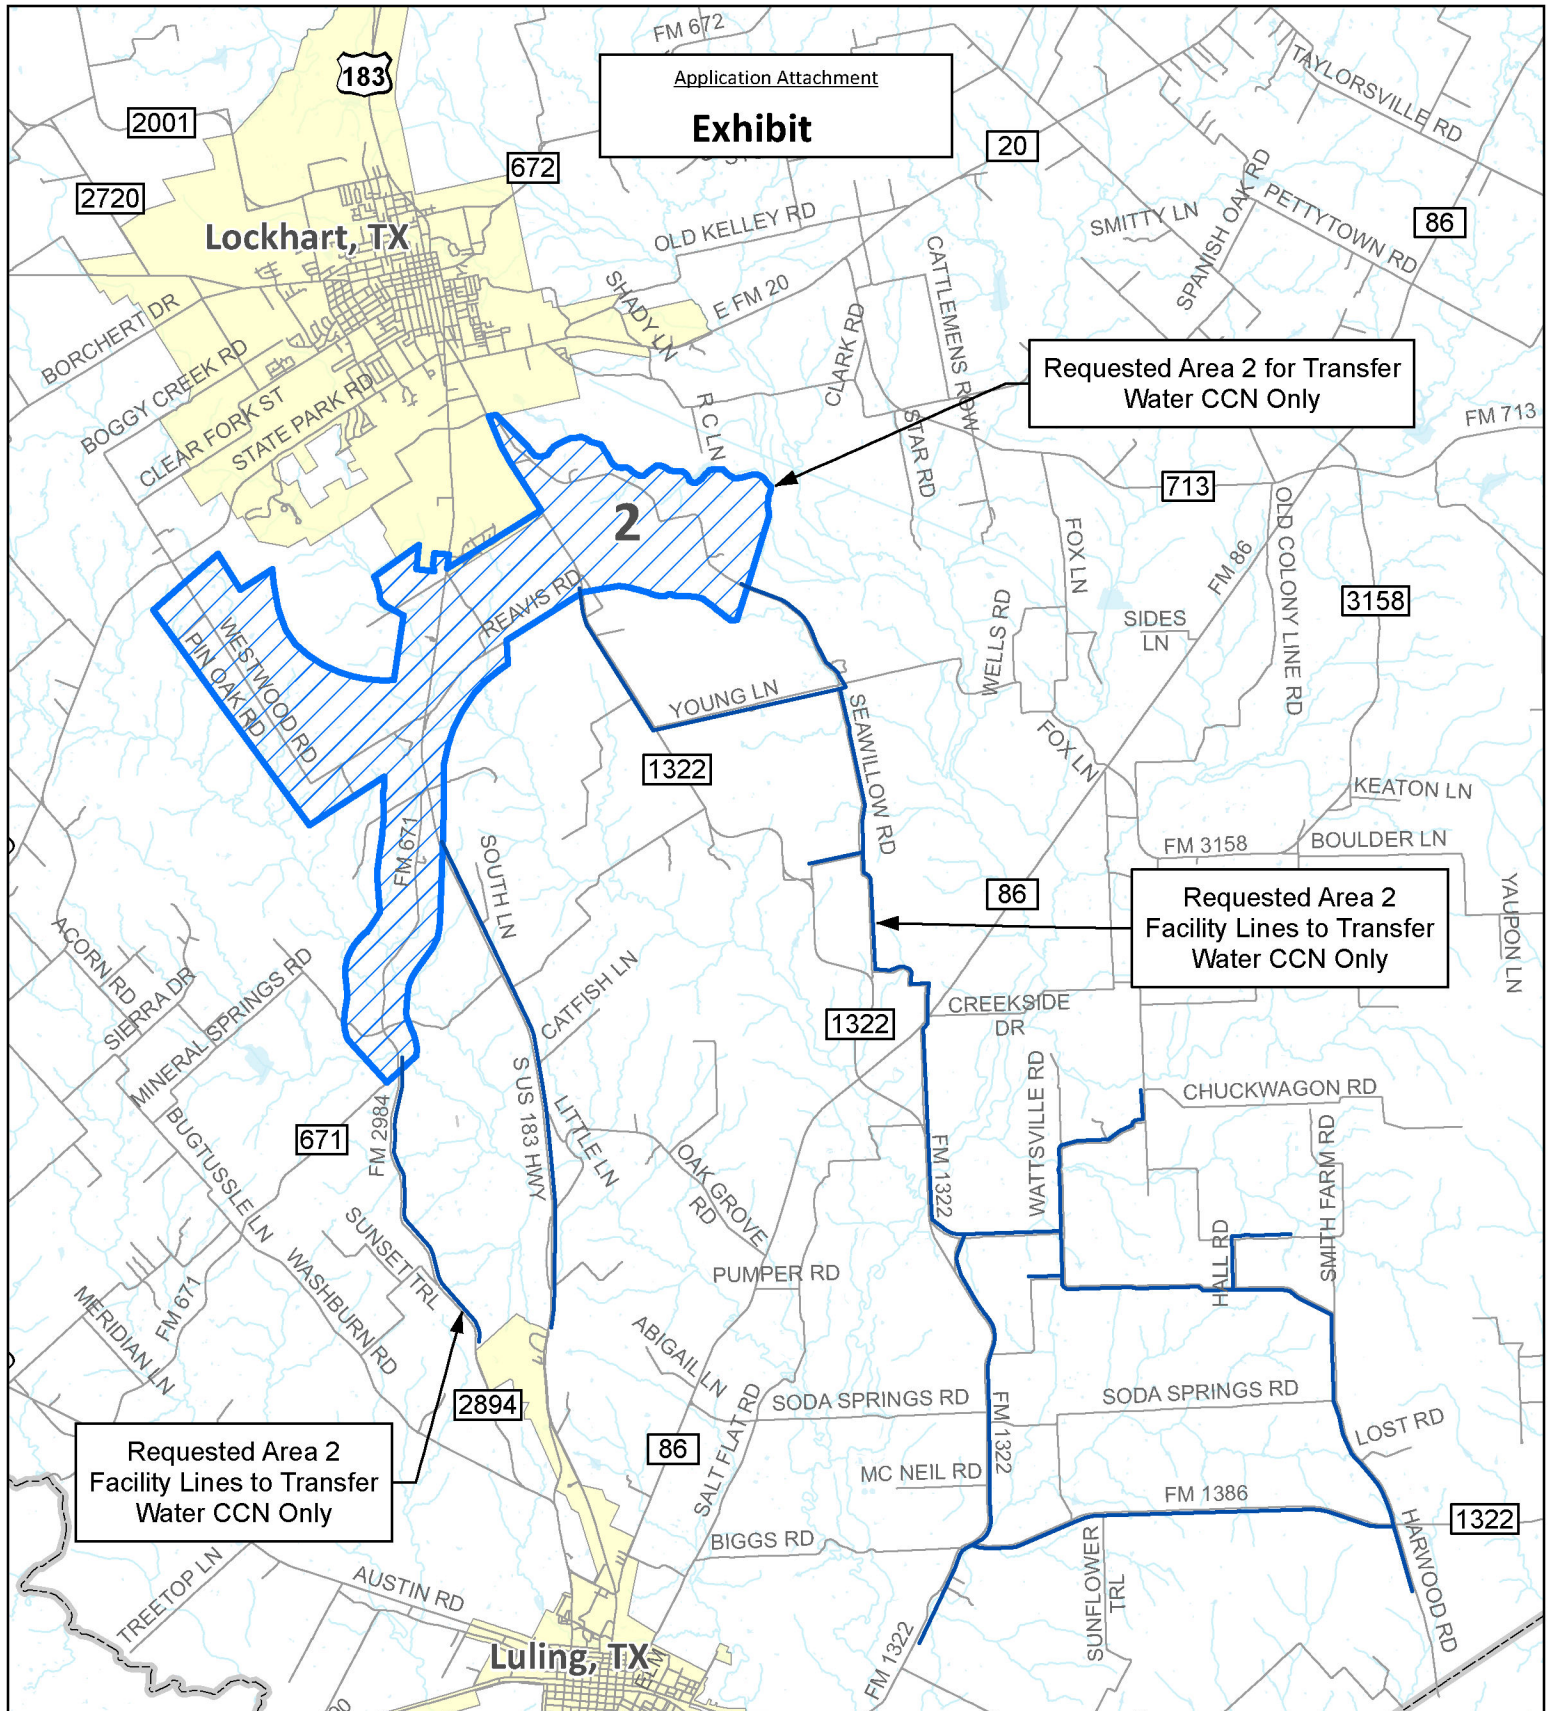 FM 672
Application Attachment
Exhibit
183
2001
2720
672
20
86
TAYLORSVILLE RD
SPANISH OAK RD
PETTYTOWN RD
SMITTY LN
Lockhart, TX
OLD KELLEY RD
CATTLEMENS ROW
SHADY LN
E FM 20
CLARK RD
BORCHERT DR
BOGGY CREEK RD
CLEAR FORK ST
STATE PARK RD
R C LN
STAR RD
Requested Area 2 for Transfer
Water CCN Only
FM 713
713
2
FOX LN
FM 86
OLD COLONY LINE RD
3158
REAVIS RD
WELLS RD
SIDES
LN
WESTWOOD RD
PIN OAK RD
YOUNG LN
SEAWILLOW RD
FOX LN
1322
KEATON LN
FM 3158
BOULDER LN
FM 671
SOUTH LN
86
Requested Area 2
Facility Lines to Transfer
Water CCN Only
YAUPON LN
ACORN RD
SIERRA DR
MINERAL SPRINGS RD
CATFISH LN
1322
CREEKSIDE
DR
S US 183 HWY
WATTSVILLE RD
CHUCKWAGON RD
BUGTUSSLE LN
671
FM 2984
LITTLE LN
OAK GROVE
RD
FM 1322
SMITH FARM RD
HALL RD
SUNSET TRL
WASHBURN RD
PUMPER RD
MERIDIAN LN
FM 671
ABIGAIL LN
2894
SALT FLAT RD
SODA SPRINGS RD
SODA SPRINGS RD
FM 1322
LOST RD
Requested Area 2
Facility Lines to Transfer
Water CCN Only
86
MC NEIL RD
FM 1386
1322
BIGGS RD
HARWOOD RD
SUNFLOWER
TRL
TREETOP LN
AUSTIN RD
Luling, TX
ELM
FM 1322